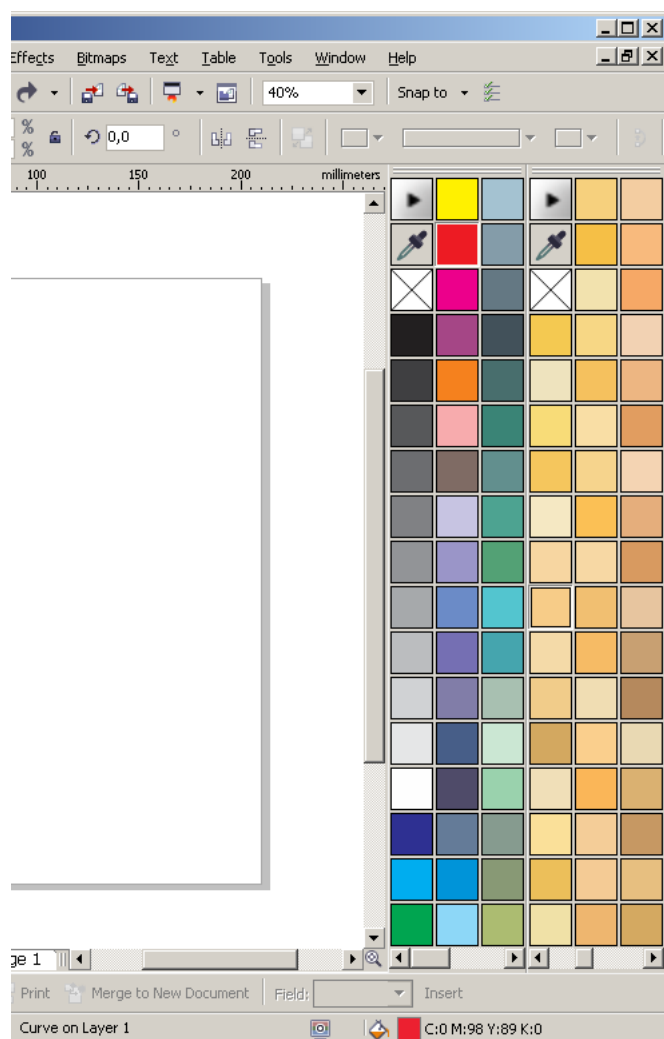 Effects Bitmaps Text Table Tools Window Help
40% Snap to
%
% 0,0 °
100 150 200 millimeters
ge 1
Print Merge to New Document Field: Insert
Curve on Layer 1 C:0 M:98 Y:89 K:0